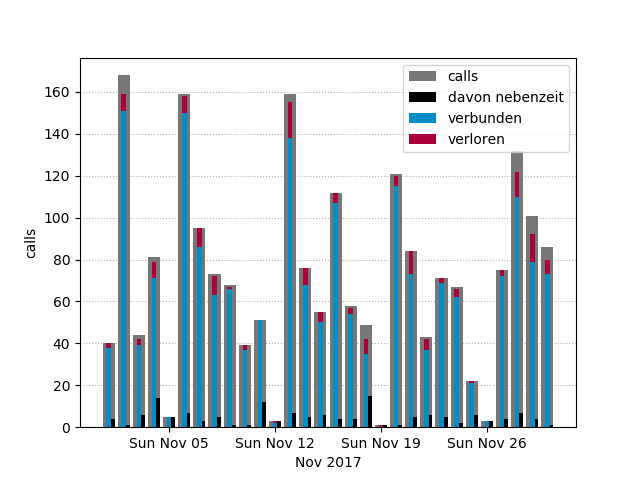 calls
davon nebenzeit
verbunden
verloren
160
140
120
100
80
60
40
20
0
calls
Sun Nov 05 Sun Nov 12 Sun Nov 19 Sun Nov 26
Nov 2017